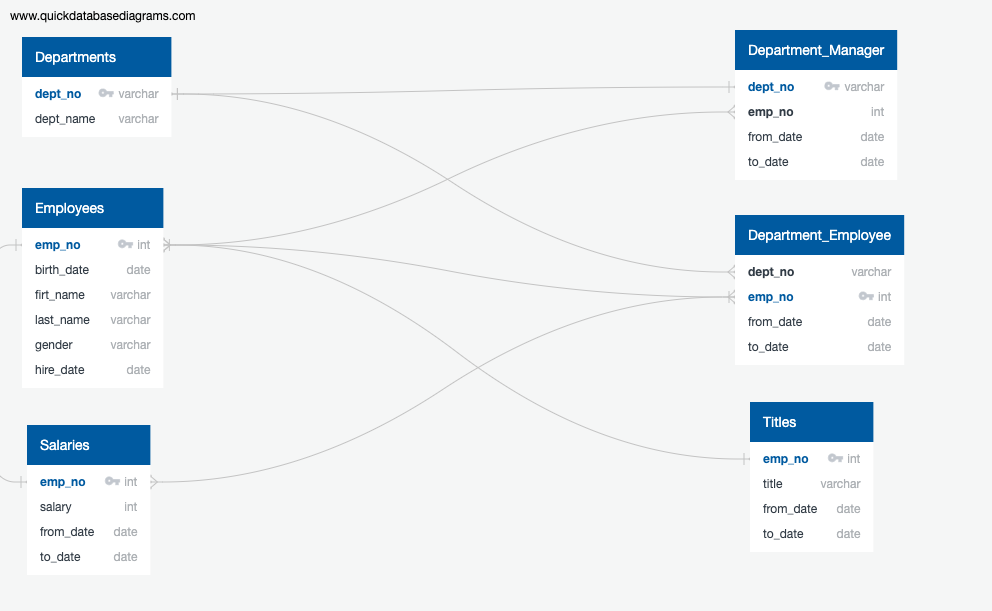 www.quickdatabasediagrams.com
Departments
dept_no varchar
dept_name varchar
Employees
emp_no int
birth_date date
firt_name varchar
last_name varchar
gender varchar
hire_date date
Salaries
emp_no int
salary int
from_date date
to_date date
Department_Manager
dept_no varchar
emp_no int
from_date date
to_date date
Department_Employee
dept_no varchar
emp_no int
from_date date
to_date date
Titles
emp_no int
title varchar
from_date date
to_date date